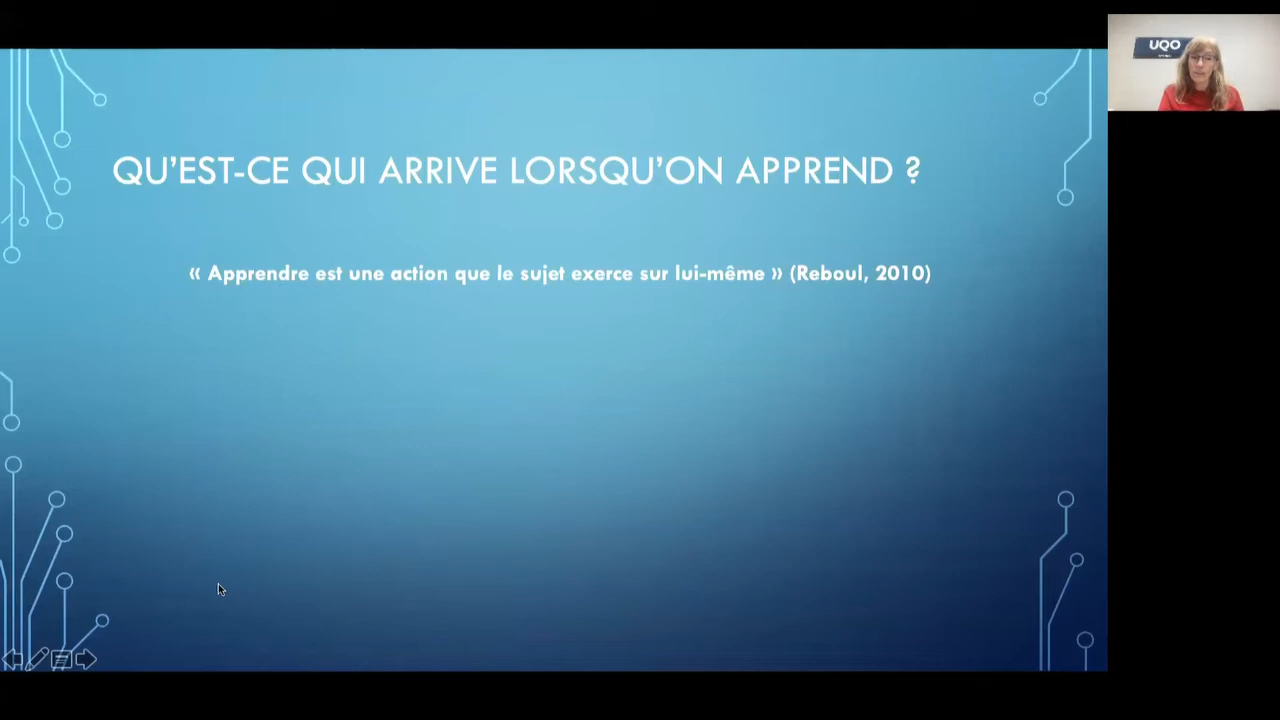 UQO
QU'EST-CE QUI ARRIVE LORSQU'ON APPREND ?
« Apprendre est une action que le sujet exerce sur lui-même » (Reboul, 2010)